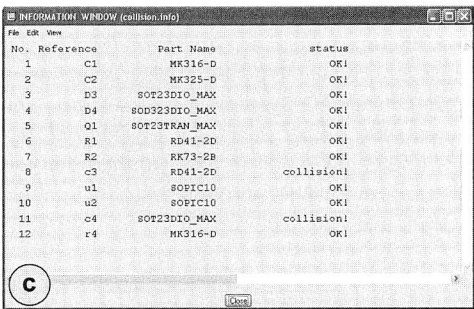 INFORMATION WINDOW (collision.info)
File Edit View
No. Reference Part Name status
1 C1 MK316-D OK!
2 C2 MK325-D OK!
3 D3 SOT23DIO_MAX OK!
4 D4 SOD323DIO_MAX OK!
5 Q1 SOT23TRAN_MAX OK!
6 R1 RD41-2D OK!
7 R2 RK73-2B OK!
8 c3 RD41-2D collision!
9 u1 SOPIC10 OK!
10 u2 SOPIC10 OK!
11 c4 SOT23DIO_MAX collision!
12 r4 MK316-D OK!
C
Close